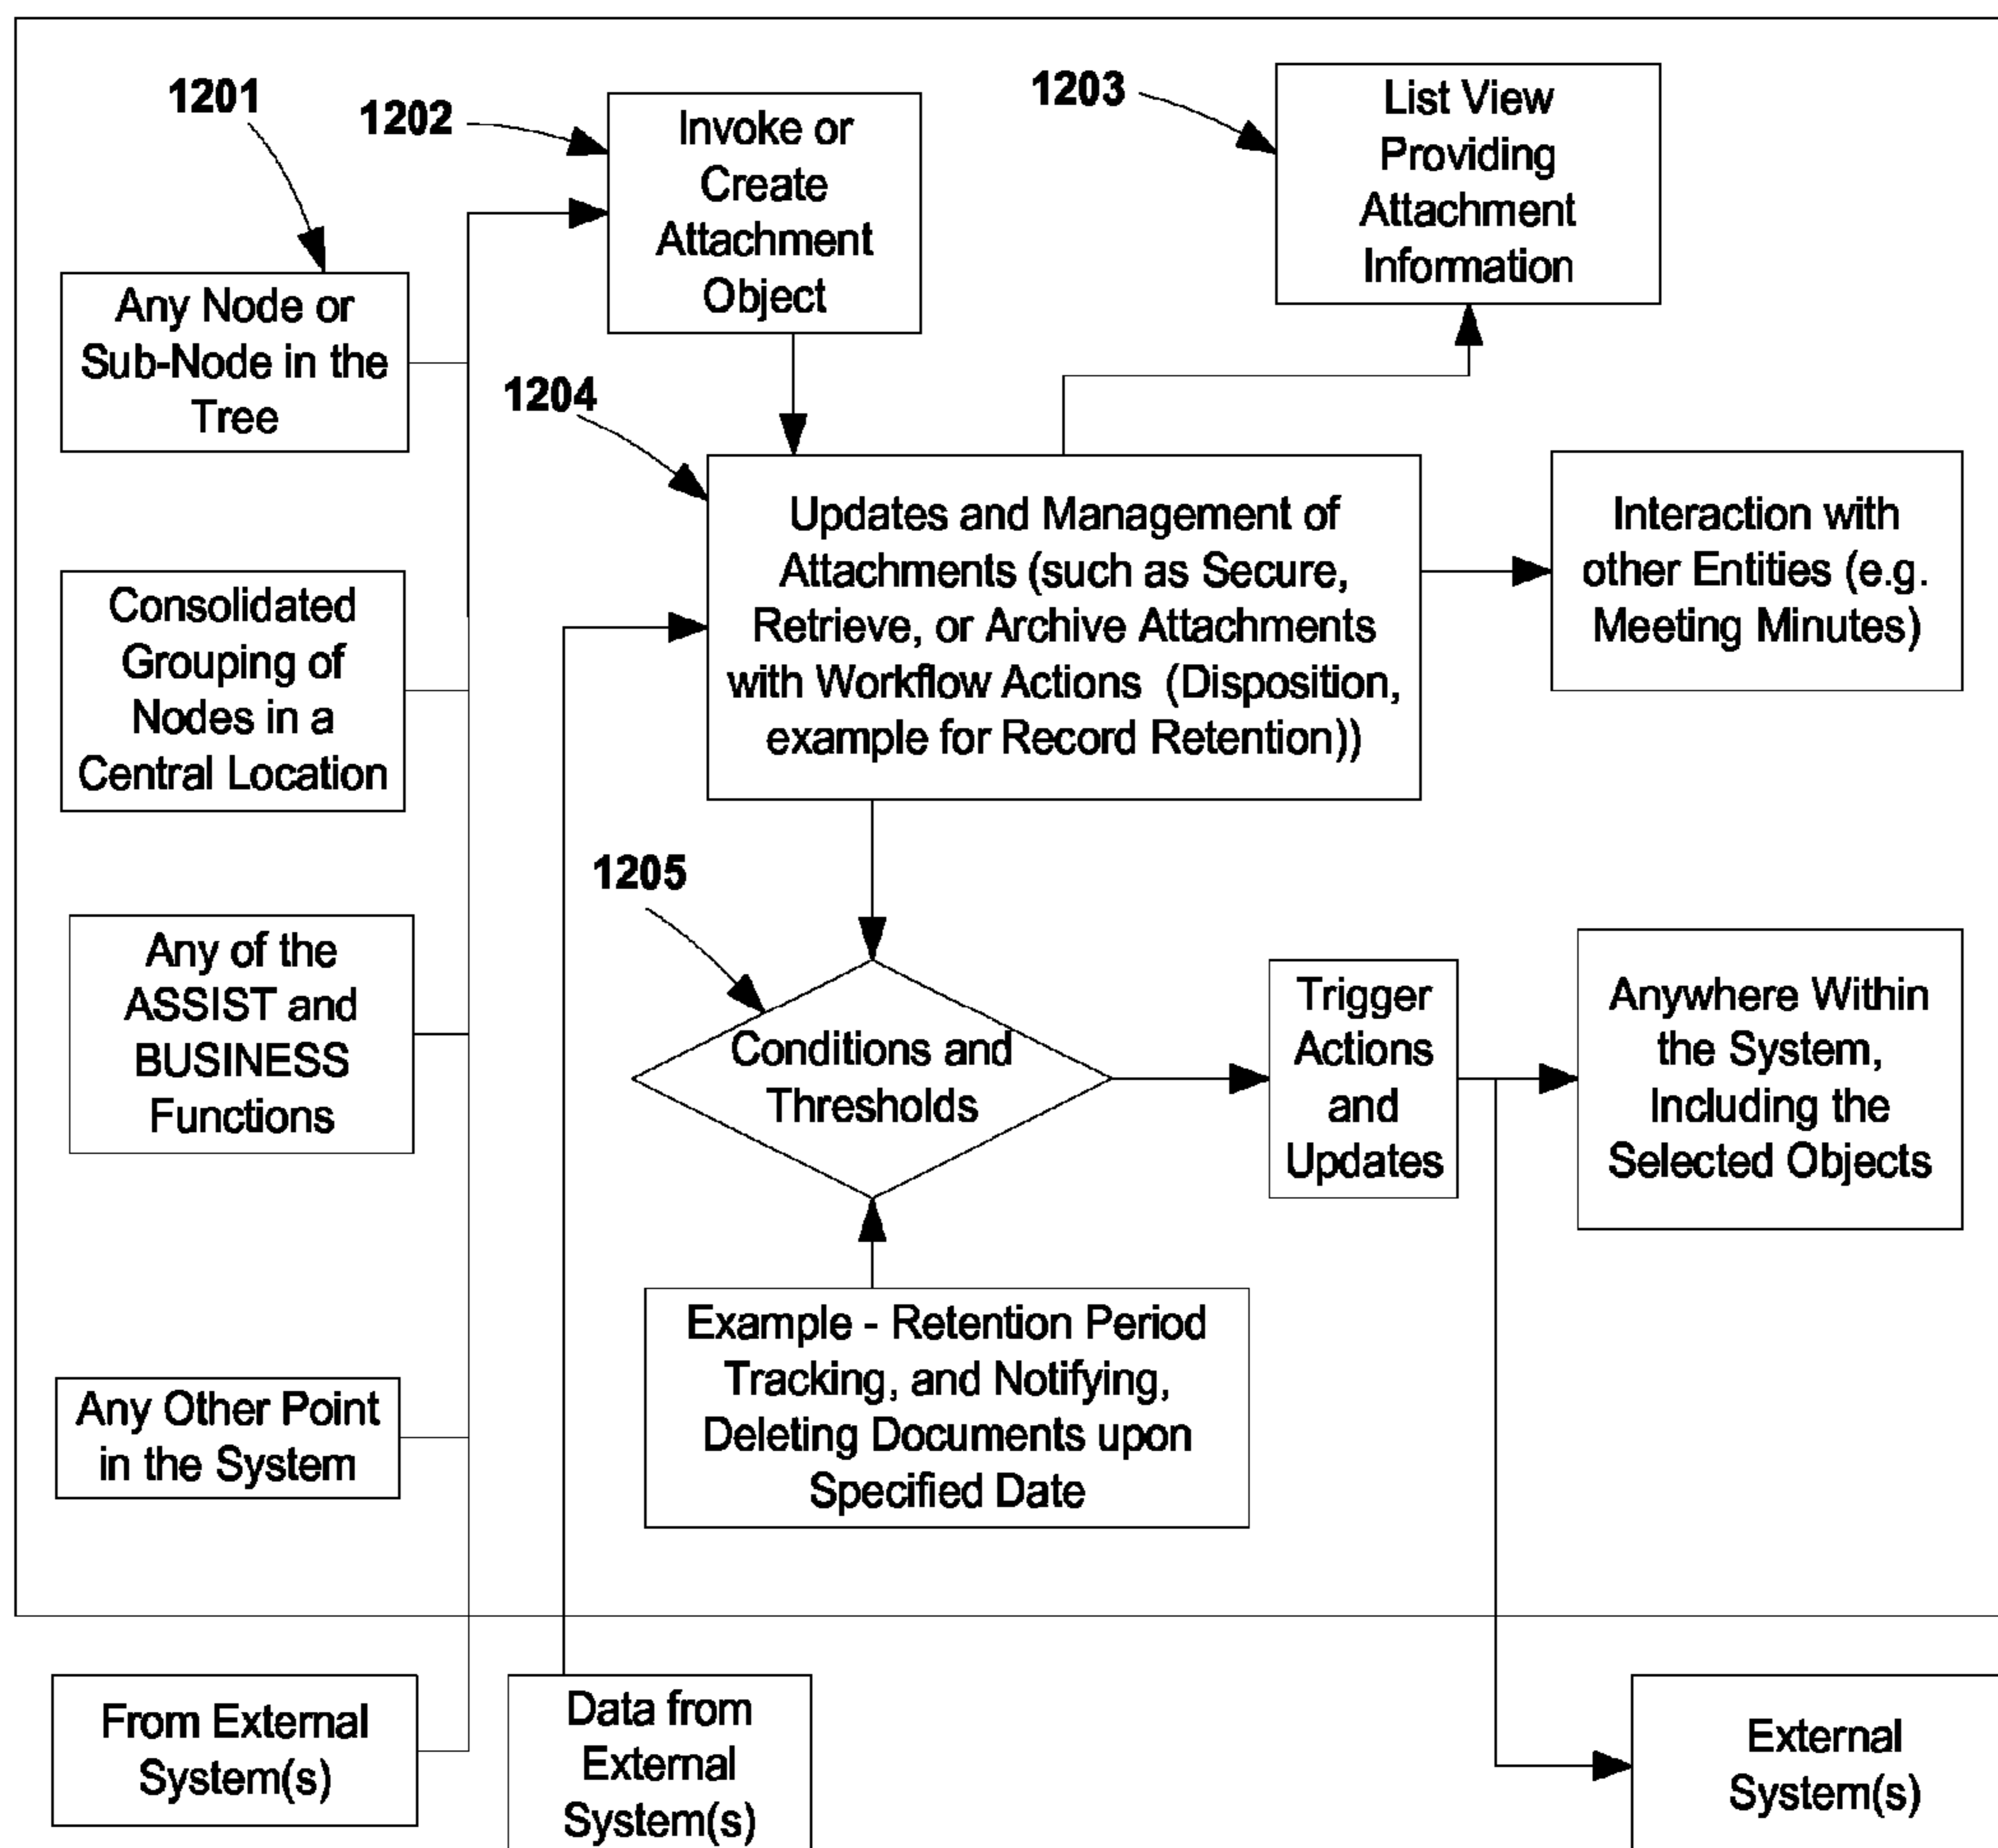 1201
1202
1203
Invoke or
Create
Attachment
Object
List View
Providing
Attachment
Information
Any Node or
Sub-Node in the
Tree
1204
Updates and Management of
Attachments (such as Secure,
Retrieve, or Archive Attachments
with Workflow Actions (Disposition,
example for Record Retention))
Interaction with
other Entities (e.g.
Meeting Minutes)
Consolidated
Grouping of
Nodes in a
Central Location
1205
Any of the
ASSIST and
BUSINESS
Functions
Conditions and
Thresholds
Trigger
Actions
and
Updates
Anywhere Within
the System,
Including the
Selected Objects
Example - Retention Period
Tracking, and Notifying,
Deleting Documents upon
Specified Date
Any Other Point
in the System
From External
System(s)
Data from
External
System(s)
External
System(s)